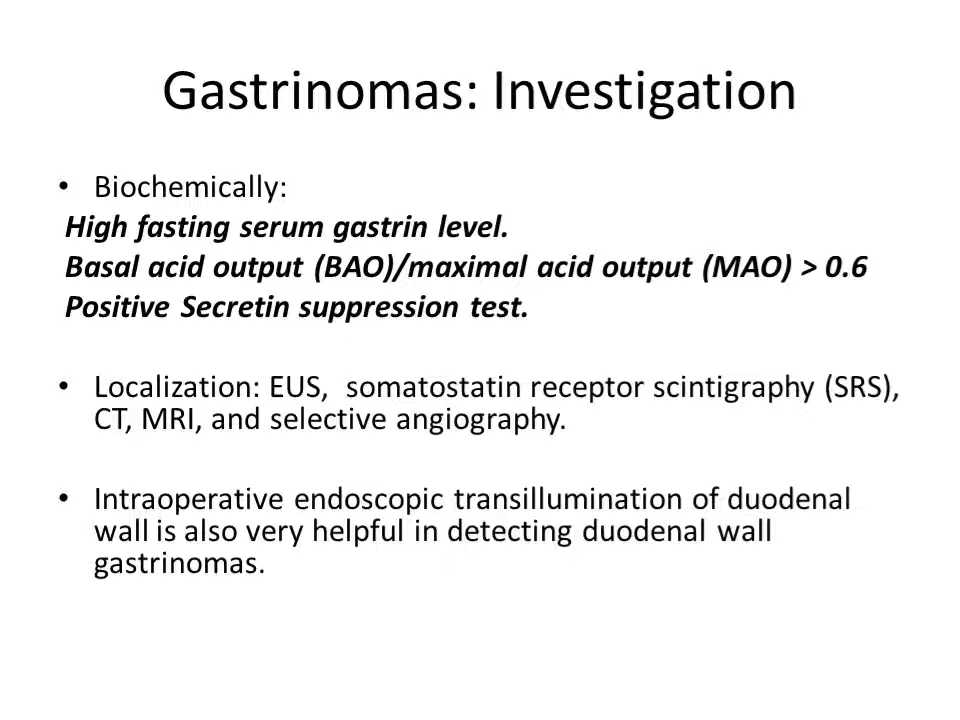 Gastrinomas: Investigation
• Biochemically:
High fasting serum gastrin level.
Basal acid output (BAO)/maximal acid output (MAO) > 0.6
Positive Secretin suppression test.
• Localization: EUS, somatostatin receptor scintigraphy (SRS),
CT, MRI, and selective angiography.
• Intraoperative endoscopic transillumination of duodenal
wall is also very helpful in detecting duodenal wall
gastrinomas.